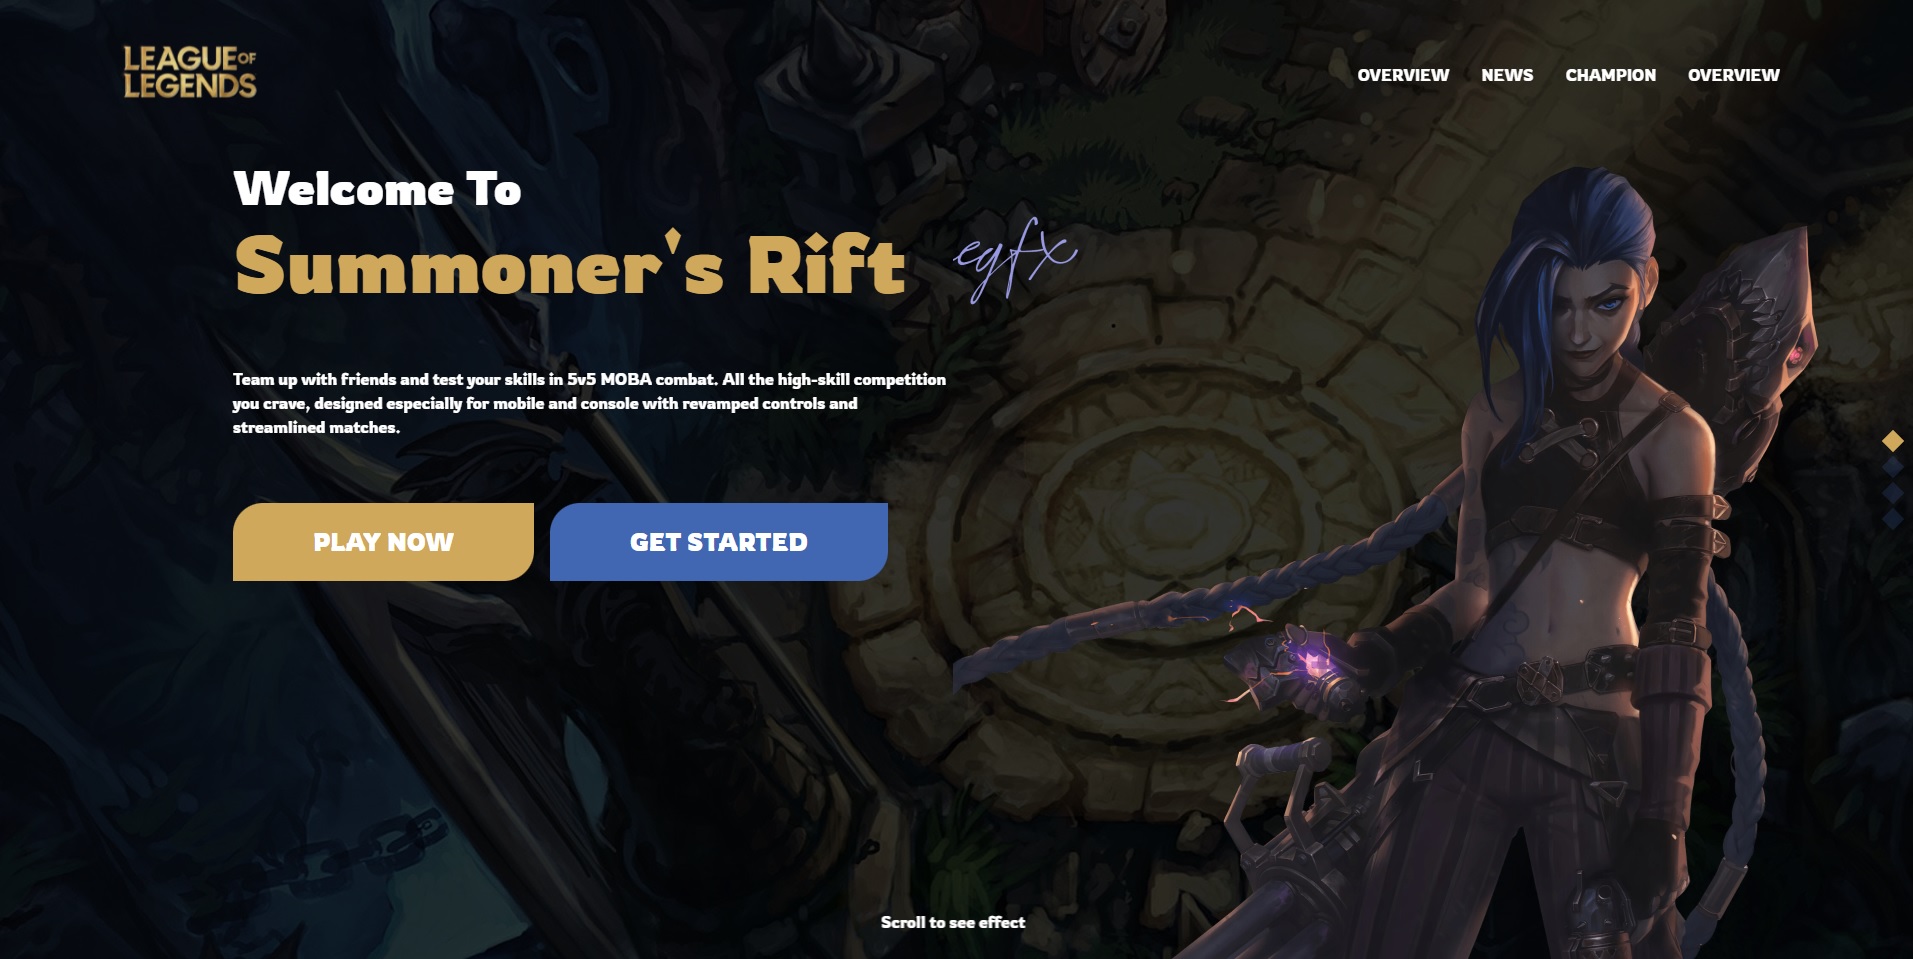 LEAGUE OF
LEGENDS
OVERVIEW NEWS CHAMPION OVERVIEW
Welcome To
Summoner's Rift
egfx
Team up with friends and test your skills in 5v5 MOBA combat. All the high-skill competition
you crave, designed especially for mobile and console with revamped controls and
streamlined matches.
PLAY NOW
GET STARTED
Scroll to see effect